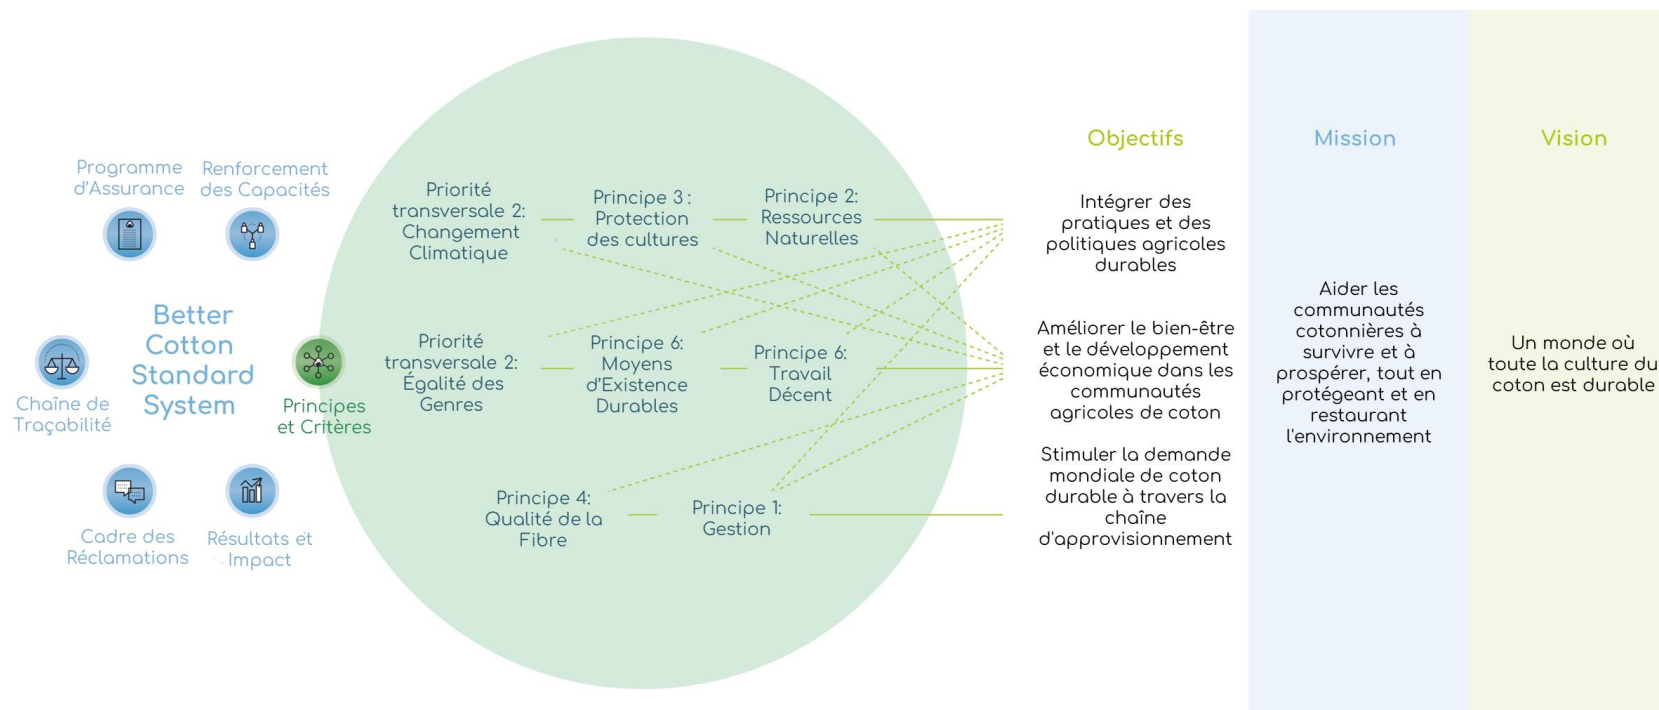 Programme
d'Assurance
Renforcement
des Capacités
Better
Cotton
Standard
System
Chaîne de
Traçabilité
Principes
et Critères
Cadre des
Réclamations
Résultats et
Impact
Priorité
transversale 2:
Changement
Climatique
Principe 3 :
Protection
des cultures
Principe 2:
Ressources
Naturelles
Priorité
transversale 2:
Égalité des
Genres
Principe 6:
Moyens
d'Existence
Durables
Principe 6:
Travail
Décent
Principe 4:
Qualité de la
Fibre
Principe 1:
Gestion
Objectifs
Intégrer des
pratiques et des
politiques agricoles
durables
Améliorer le bien-être
et le développement
économique dans les
communautés
agricoles de coton
Stimuler la demande
mondiale de coton
durable à travers la
chaîne
d'approvisionnement
Mission
Aider les
communautés
cotonnières à
survivre et à
prospérer, tout en
protégeant et en
restaurant
l'environnement
Vision
Un monde où
toute la culture du
coton est durable